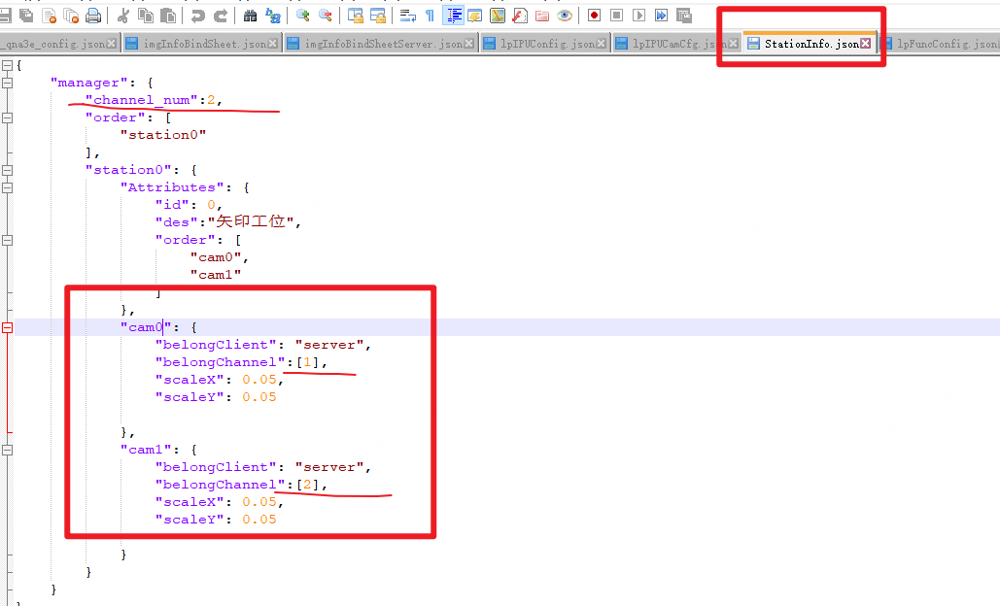 _qna3e_config.json
imgInfoBindSheet.json
imgInfoBindSheetServer.json
lpIPUConfig.json
lpIPUCamCfg.json
StationInfo.json
lpFuncConfig.json
{
"manager": {
"channel_num":2,
"order": [
"station0"
],
"station0": {
"Attributes": {
"id": 0,
"des":"矢印工位",
"order": [
"cam0",
"cam1"
]
},
"cam0": {
"belongClient": "server",
"belongChannel":[1],
"scaleX": 0.05,
"scaleY": 0.05
},
"cam1": {
"belongClient": "server",
"belongChannel":[2],
"scaleX": 0.05,
"scaleY": 0.05
}
}
}
}